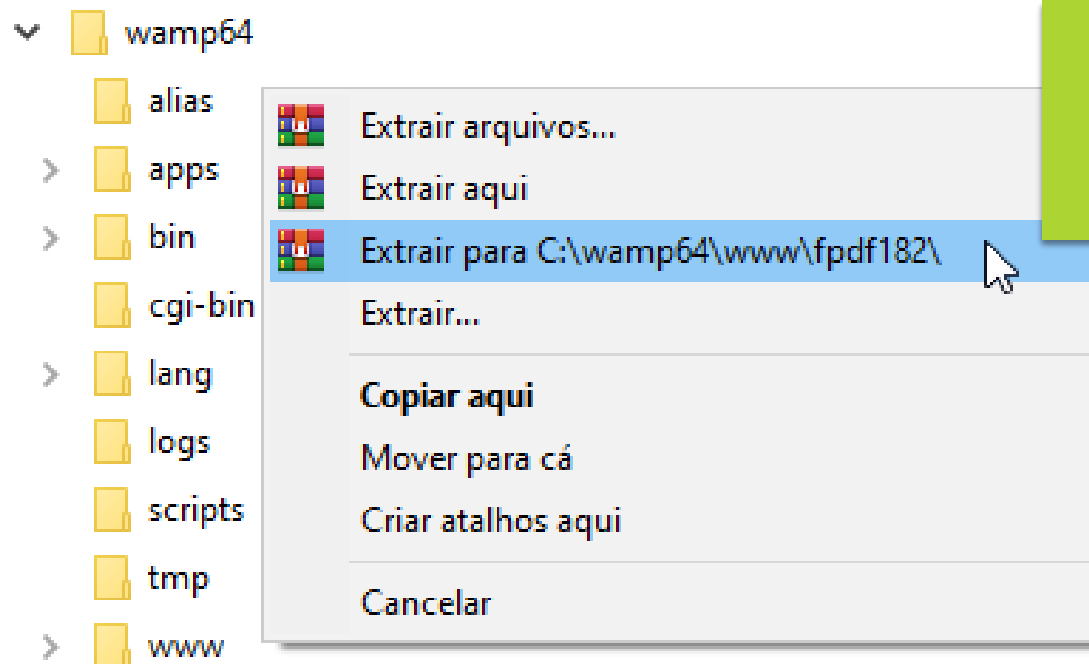 wamp64
alias
apps
bin
cgi-bin
lang
logs
scripts
tmp
www
Extrair arquivos...
Extrair aqui
Extrair para C:\wamp64\www\fpdf182\
Extrair...
Copiar aqui
Mover para cá
Criar atalhos aqui
Cancelar